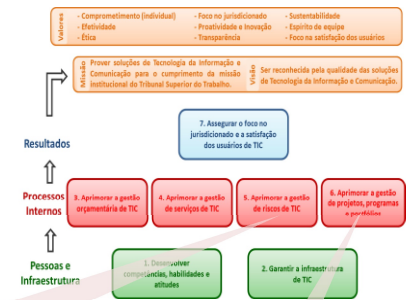 Valores
- Comprometimento (individual) - Foco no jurisdicionado - Sustentabilidade
- Efetividade - Proatividade e Inovação - Espírito de equipe
- Ética - Transparência - Foco na satisfação dos usuários
Missão
Prover soluções de Tecnologia da Informação e
Comunicação para o cumprimento da missão
institucional do Tribunal Superior do Trabalho.
Visão
Ser reconhecida pela qualidade das soluções
de Tecnologia da Informação e Comunicação.
Resultados
7. Assegurar o foco no
jurisdicionado e a satisfação
dos usuários de TIC
Processos
Internos
3. Aprimorar a gestão
orçamentária de TIC
4. Aprimorar a gestão
de serviços de TIC
5. Aprimorar a gestão
de riscos de TIC
6. Aprimorar a gestão
de projetos, programas
e portfólios
Pessoas e
Infraestrutura
1. Desenvolver
competências, habilidades e
atitudes
2. Garantir a infraestrutura
de TIC